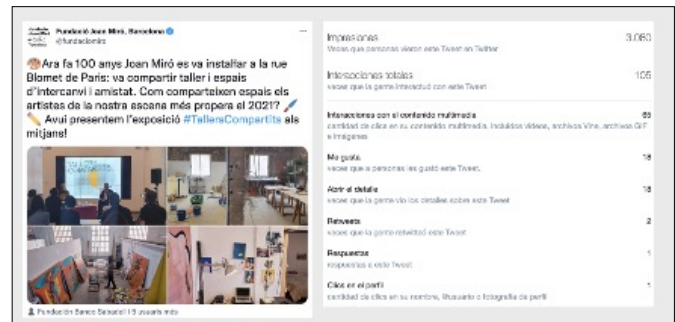 Fundació Joan Miró, Barcelona
@fundaciomiro
Ara fa 100 anys Joan Miró es va instal·lar a la rue
Blomet de Paris: va compartir taller i espais
d'intercanvi i amistat. Com comparteixen espais els
artistes de la nostra escena més propera el 2021?
Avui presentem l'exposició #TallersCompartits als
mitjans!
Fundación Banco Sabadell i 9 usuaris més
Impresiones 3.080
Veces que personas vieron este Tweet en Twitter
Interacciones totales 105
veces que la gente interactuó con este Tweet
Interacciones con el contenido multimedia 65
cantidad de clics en su contenido multimedia. Incluidos vídeos, archivos Vine, archivos GIF
e imágenes
Me gusta 18
veces que a personas les gustó este Tweet.
Abrir el detalle 18
veces que la gente vio los detalles sobre este Tweet
Retweets 2
veces que la gente retwitteó este Tweet
Respuestas 1
respuestas a este Tweet
Clics en el perfil 1
cantidad de clics en su nombre, @usuario o fotografía de perfil